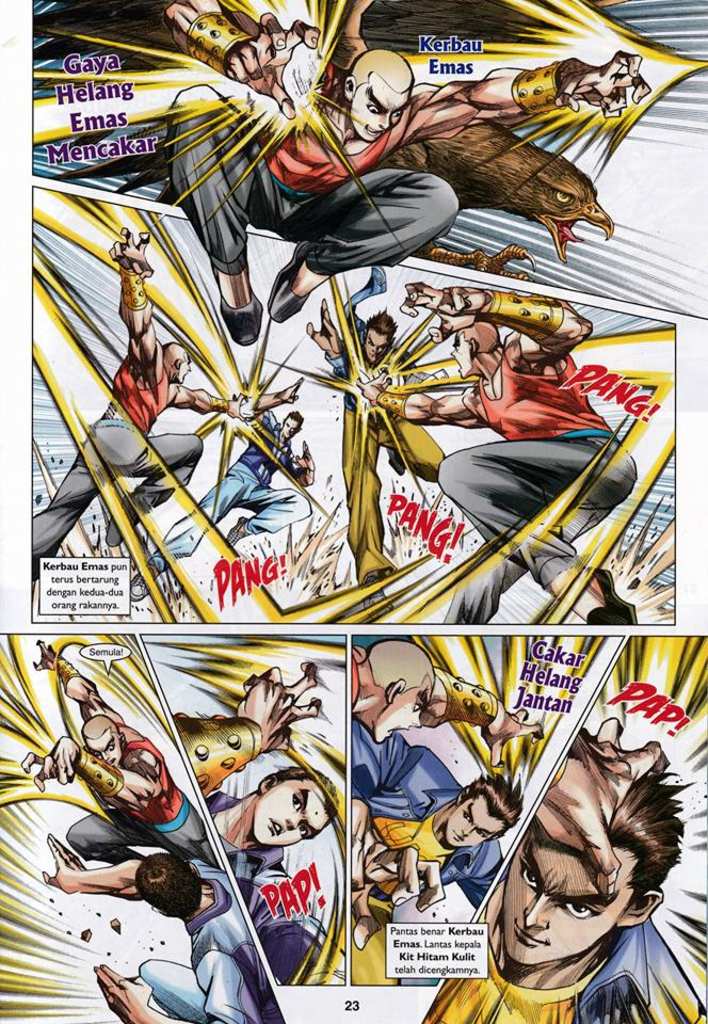 Gaya
Helang
Emas
Mencakar
Kerbau
Emas
PANG!
PANG!
PANG!
Kerbau Emas pun
terus bertarung
dengan kedua-dua
orang rakannya.
Semula!
PAP!
Cakar
Helang
Jantan
Pantas benar Kerbau
Emas. Lantas kepala
Kit Hitam Kulit
telah dicengkamnya.
PAP!
23